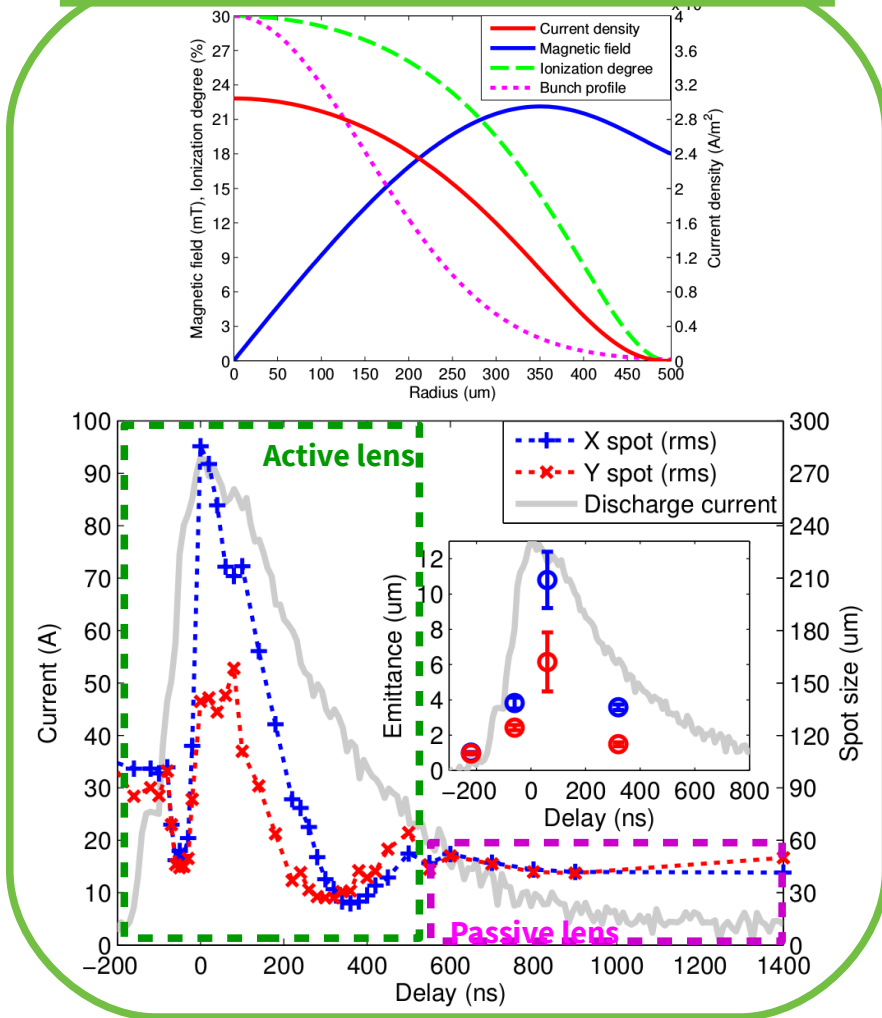 30
27
24
21
18
15
12
9
6
3
0
Magnetic field (mT), Ionization degree (%)
Current density
Magnetic field
Ionization degree
Bunch profile
4
3.6
3.2
2.8
2.4
2
1.6
1.2
0.8
0.4
0
Current density (A/m²)
0 50 100 150 200 250 300 350 400 450 500
Radius (um)
100
90
80
70
60
50
40
30
20
10
0
Current (A)
Active lens
X spot (rms)
Y spot (rms)
Discharge current
300
270
240
210
180
150
120
90
60
30
0
Spot size (um)
12
10
8
6
4
2
0
Emittance (um)
−200 0 200 400 600 800
Delay (ns)
Passive lens
−200 0 200 400 600 800 1000 1200 1400
Delay (ns)